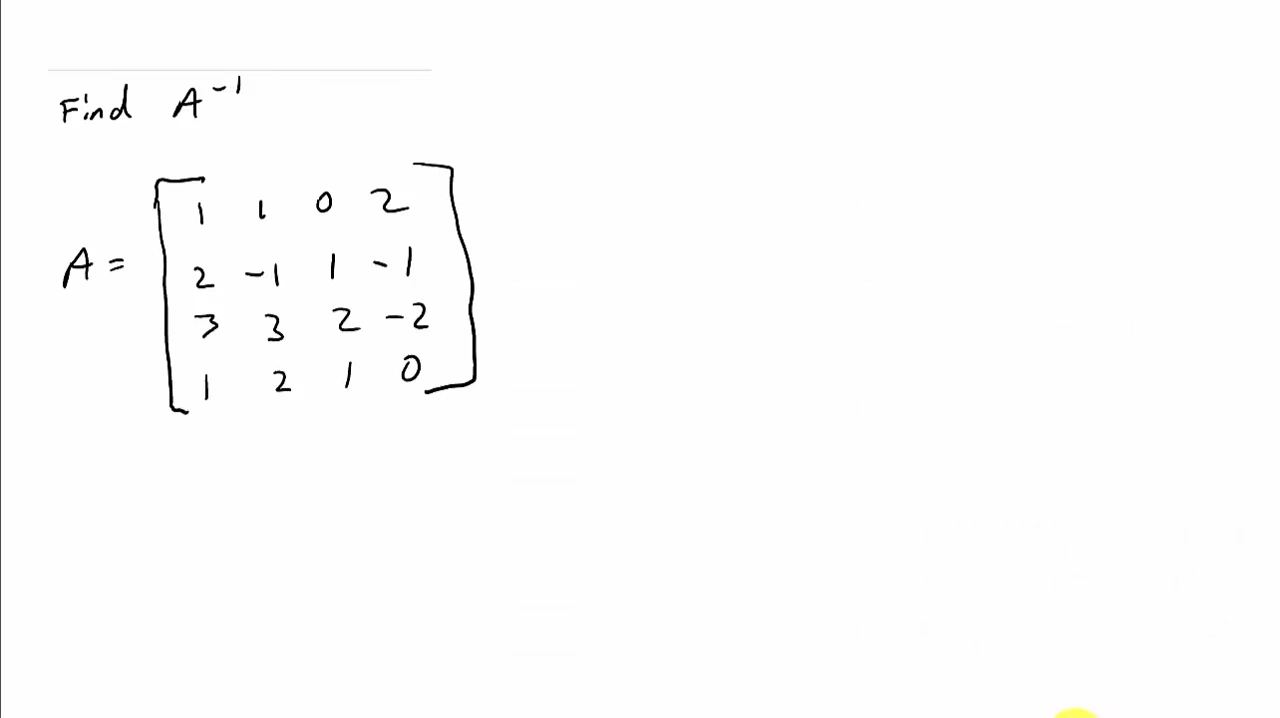 Find A⁻¹
1 1 0 2
A = 2 -1 1 -1
3 3 2 -2
1 2 1 0